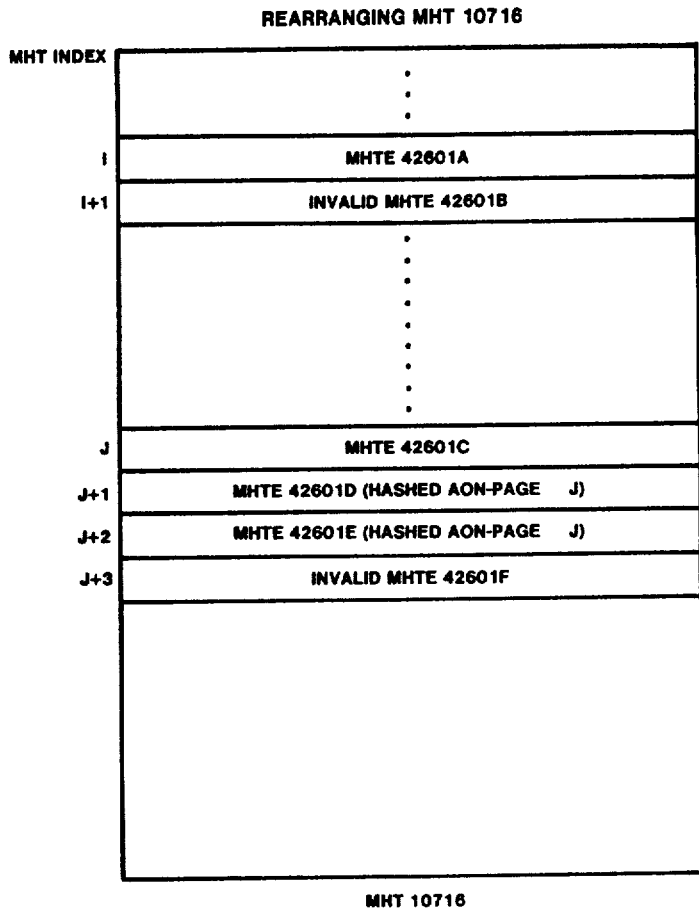 REARRANGING MHT 10716
MHT INDEX
I MHTE 42601A
I+1 INVALID MHTE 42601B
J MHTE 42601C
J+1 MHTE 42601D (HASHED AON-PAGE J)
J+2 MHTE 42601E (HASHED AON-PAGE J)
J+3 INVALID MHTE 42601F
MHT 10716